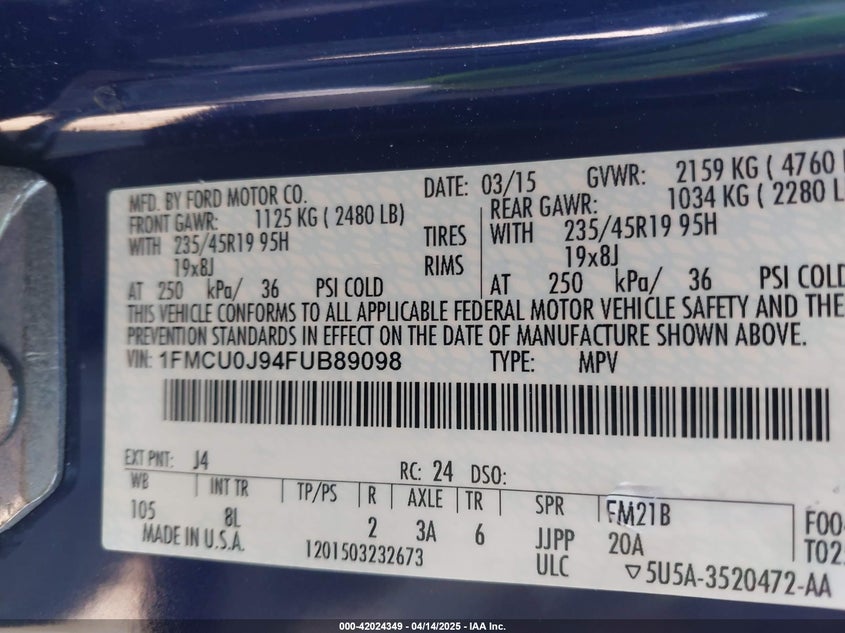 MFD. BY FORD MOTOR CO. DATE: 03/15 GVWR: 2159 KG ( 4760
FRONT GAWR: 1125 KG ( 2480 LB) REAR GAWR: 1034 KG ( 2280 L
WITH 235/45R19 95H TIRES WITH 235/45R19 95H
19x8J RIMS 19x8J
AT 250 kPa/ 36 PSI COLD AT 250 kPa/ 36 PSI COLD
THIS VEHICLE CONFORMS TO ALL APPLICABLE FEDERAL MOTOR VEHICLE SAFETY AND THE
PREVENTION STANDARDS IN EFFECT ON THE DATE OF MANUFACTURE SHOWN ABOVE.
VIN: 1FMCU0J94FUB89098 TYPE: MPV
EXT PNT: J4 RC: 24 DSO:
WB INT TR TP/PS R AXLE TR SPR FM21B
105 8L 2 3A 6 JJPP 20A
MADE IN U.S.A. 1201503232673 ULC ▽5U5A-3520472-AA
F00
T02
000-42024349 - 04/14/2025 - IAA Inc.